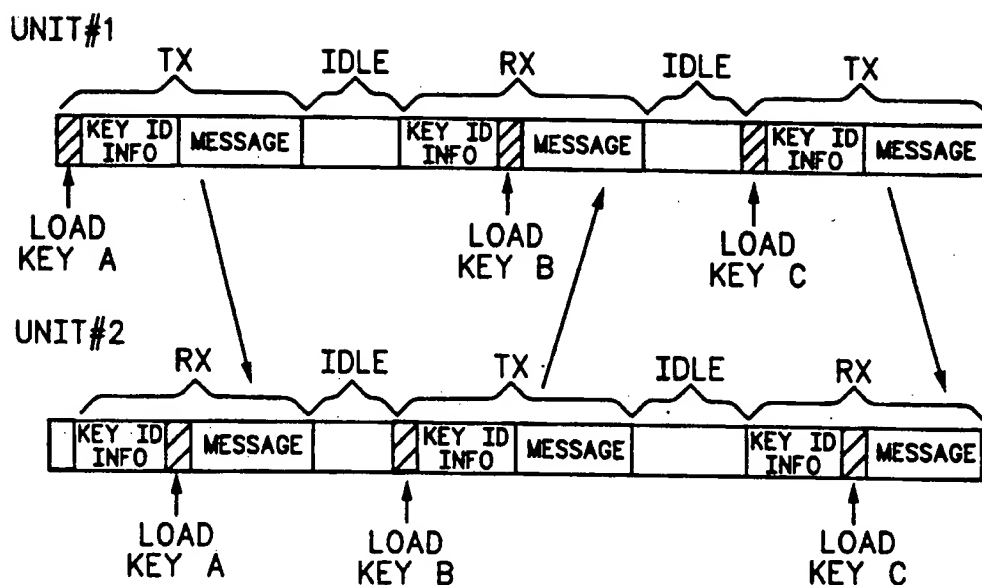 UNIT#1
TX IDLE RX IDLE TX
KEY ID INFO MESSAGE KEY ID INFO MESSAGE KEY ID INFO MESSAGE
LOAD KEY A
LOAD KEY B
LOAD KEY C
UNIT#2
RX IDLE TX IDLE RX
KEY ID INFO MESSAGE KEY ID INFO MESSAGE KEY ID INFO MESSAGE
LOAD KEY A
LOAD KEY B
LOAD KEY C